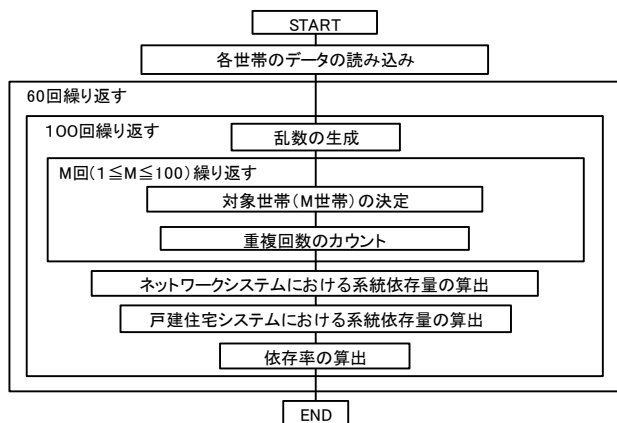 START
各世帯のデータの読み込み
60回繰り返す
100回繰り返す
乱数の生成
M回(1≦M≦100)繰り返す
対象世帯(M世帯)の決定
重複回数のカウント
ネットワークシステムにおける系統依存量の算出
戸建住宅システムにおける系統依存量の算出
依存率の算出
END